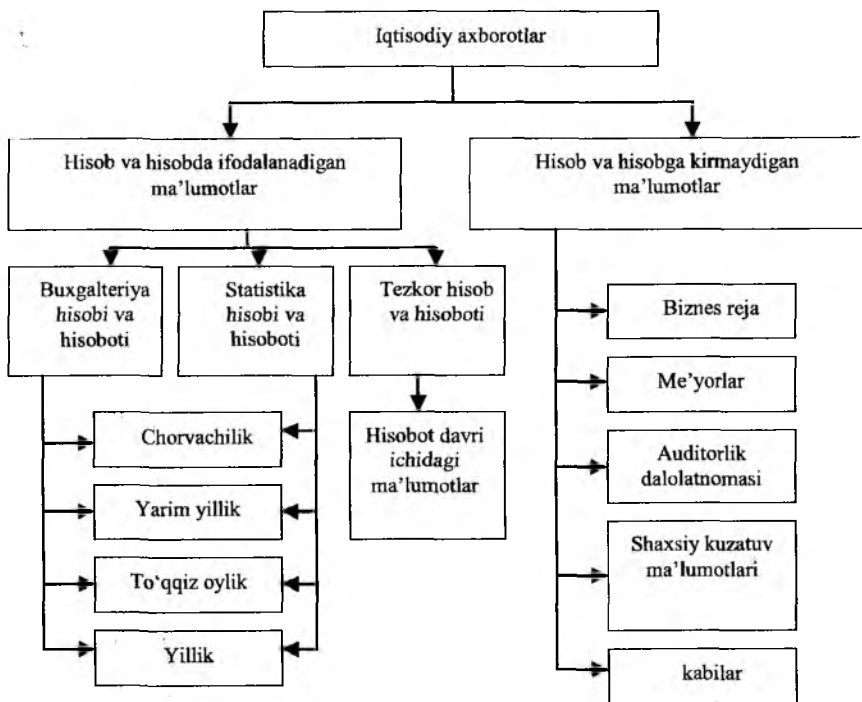 Iqtisodiy axborotlar
Hisob va hisobda ifodalanadigan
ma’lumotlar
Hisob va hisobga kirmaydigan
ma’lumotlar
Buxgalteriya
hisobi va
hisoboti
Statistika
hisobi va
hisoboti
Tezkor hisob
va hisoboti
Chorvachilik
Yarim yillik
To‘qqiz oylik
Yillik
Hisobot davri
ichidagi
ma’lumotlar
Biznes reja
Me’yorlar
Auditorlik
dalolatnomasi
Shaxsiy kuzatuv
ma’lumotlari
kabilar